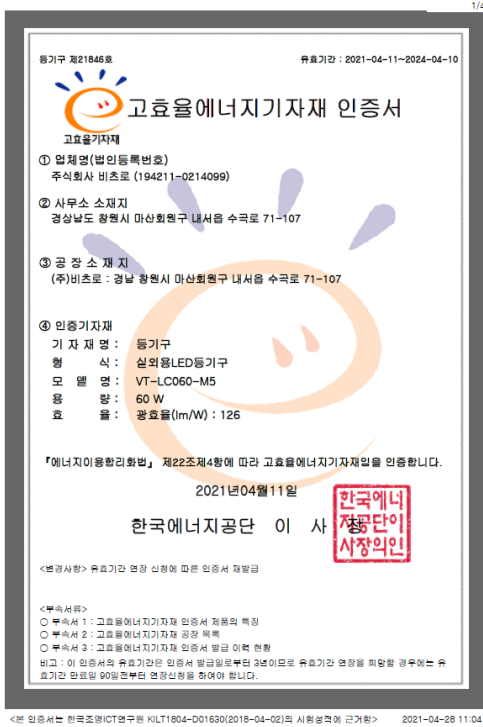 1/4
등기구 제21846호
유효기간 : 2021-04-11~2024-04-10
고효율에너지기자재 인증서
고효율기자재
① 업체명(법인등록번호)
주식회사 비츠로 (194211-0214099)
② 사무소 소재지
경상남도 창원시 마산회원구 내서읍 수곡로 71-107
③ 공 장 소 재 지
(주)비츠로 : 경남 창원시 마산회원구 내서읍 수곡로 71-107
④ 인증기자재
기 자 재 명 : 등기구
형 식 : 실외용LED등기구
모 델 명 : VT-LC060-M5
용 량 : 60 W
효 율 : 광효율(lm/W) : 126
『에너지이용합리화법』 제22조제4항에 따라 고효율에너지기자재임을 인증합니다.
2021년04월11일
한국에너지공단 이 사 장
한국에너
지공단이
사장의인
<변경사항> 유효기간 연장 신청에 따른 인증서 재발급
<부속서류>
○ 부속서 1 : 고효율에너지기자재 인증서 제품의 특징
○ 부속서 2 : 고효율에너지기자재 공장 목록
○ 부속서 3 : 고효율에너지기자재 인증서 발급 이력 현황
비고 : 이 인증서의 유효기간은 인증서 발급일로부터 3년이므로 유효기간 연장을 희망할 경우에는 유
효기간 만료일 90일전부터 연장신청을 하여야 합니다.
<본 인증서는 한국조명ICT연구원 KILT1804-D01630(2018-04-02)의 시험성적에 근거함>
2021-04-28 11:04